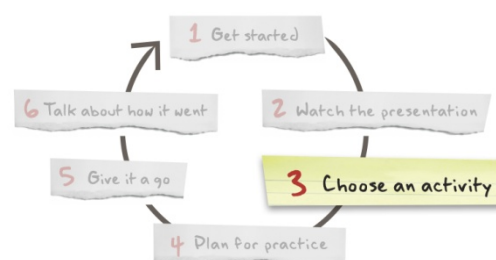 1 Get started
2 Watch the presentation
3 Choose an activity
4 Plan for practice
5 Give it a go
6 Talk about how it went